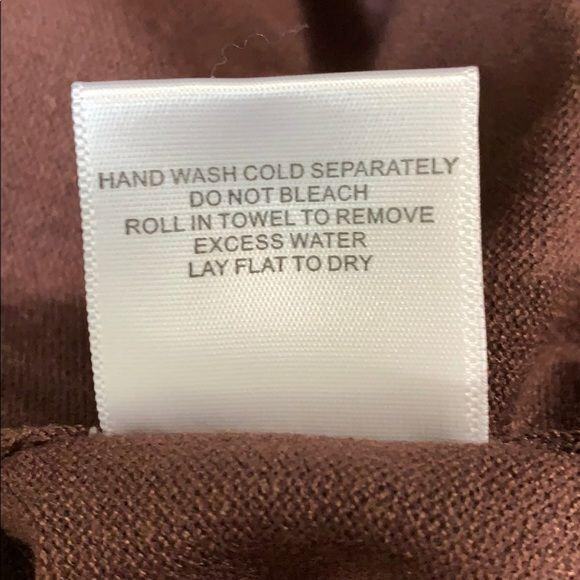 HAND WASH COLD SEPARATELY
DO NOT BLEACH
ROLL IN TOWEL TO REMOVE
EXCESS WATER
LAY FLAT TO DRY